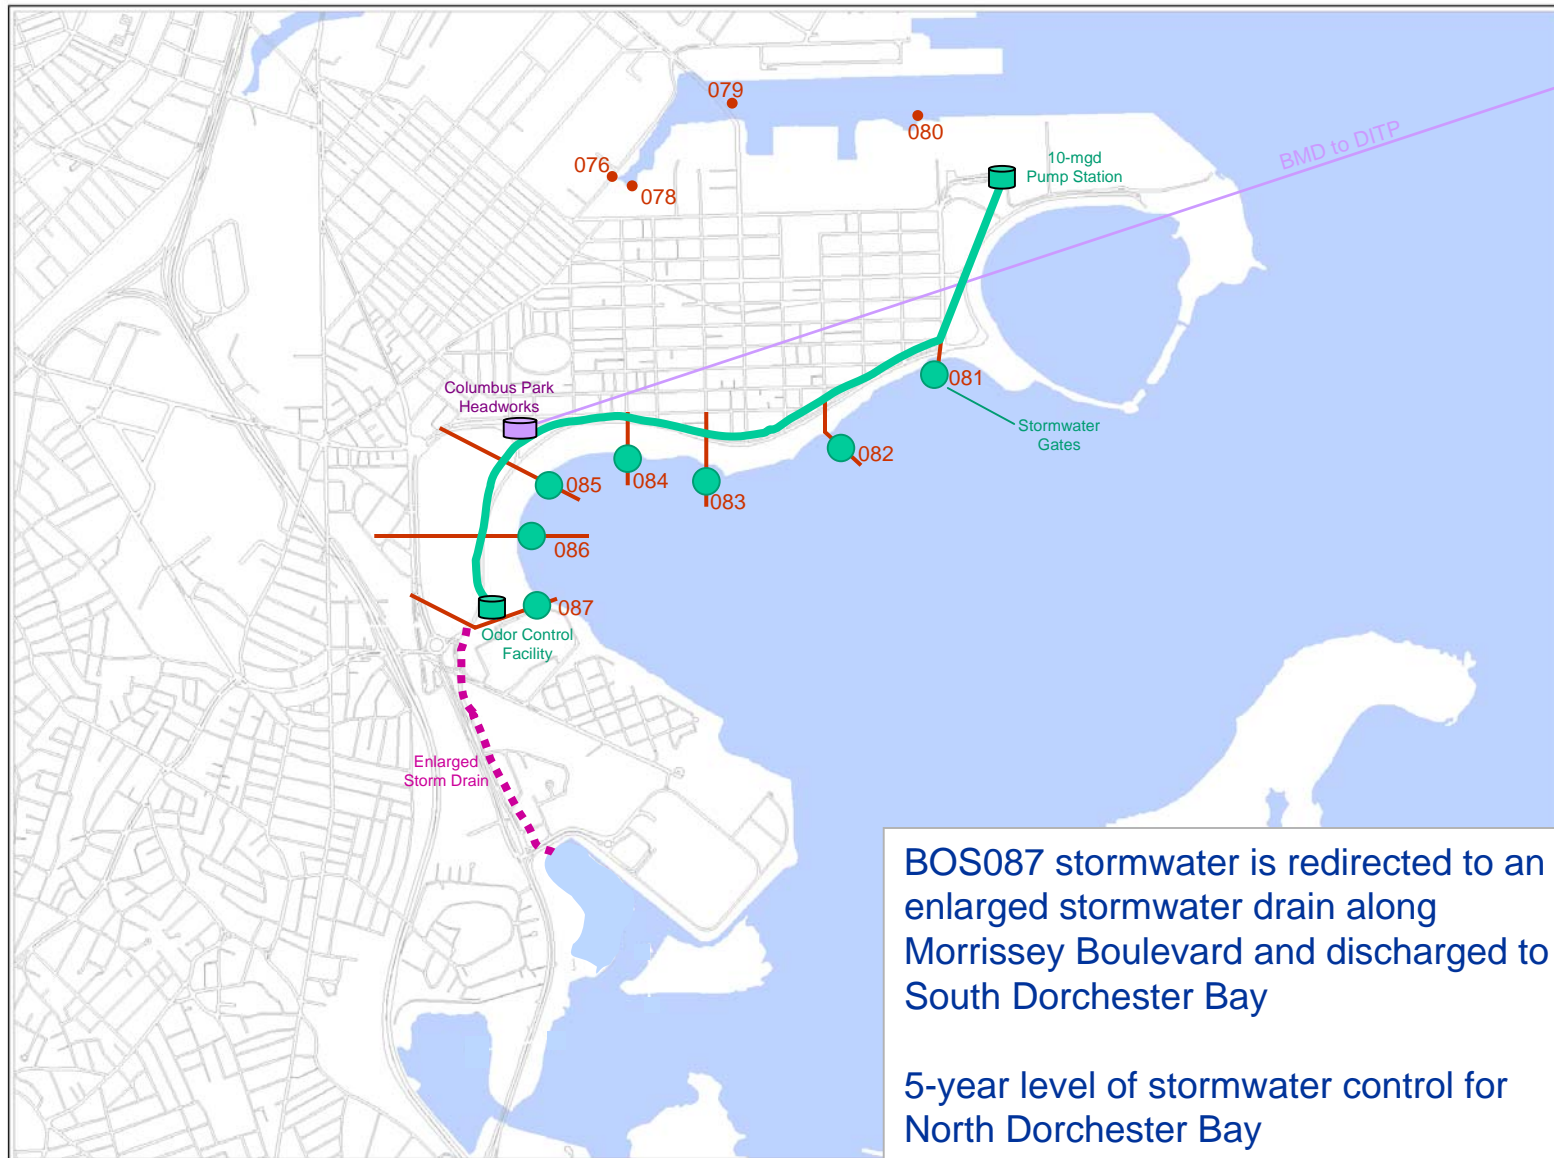 079
080
BMD to DITP
076
078
10-mgd
Pump Station
081
Columbus Park
Headworks
Stormwater
Gates
082
084
085
083
086
087
Odor Control
Facility
Enlarged
Storm Drain
BOS087 stormwater is redirected to an
enlarged stormwater drain along
Morrissey Boulevard and discharged to
South Dorchester Bay
5-year level of stormwater control for
North Dorchester Bay